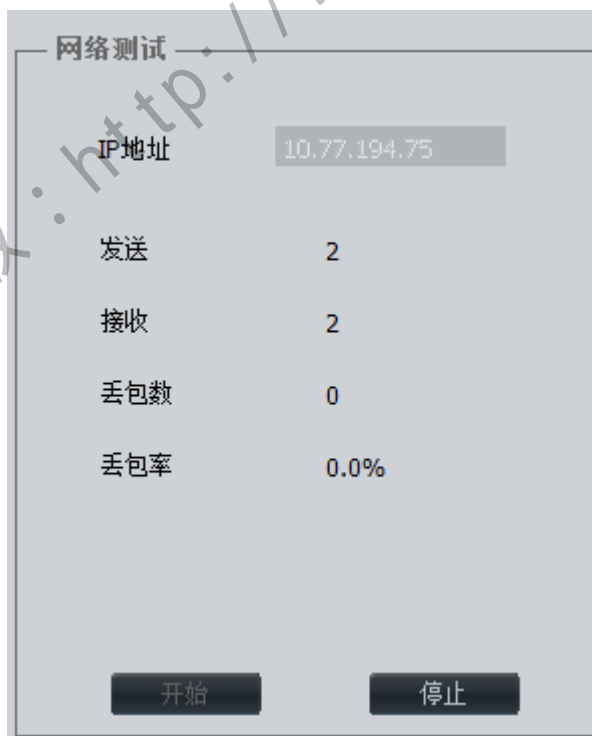 网络测试
IP地址 10.77.194.75
发送 2
接收 2
丢包数 0
丢包率 0.0%
开始 停止
:http://